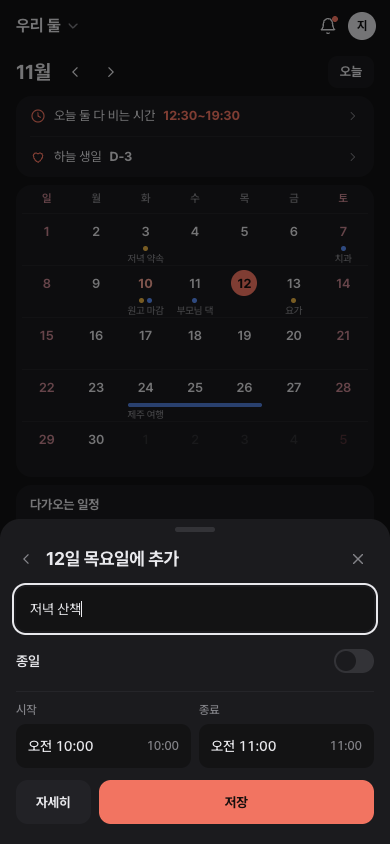 우리 둘
지
11월
오늘
오늘 둘 다 비는 시간 12:30~19:30
하늘 생일 D-3
일 월 화 수 목 금 토
1 2 3 4 5 6 7
저녁 약속 치과
8 9 10 11 12 13 14
원고 마감 부모님 댁 요가
15 16 17 18 19 20 21
22 23 24 25 26 27 28
제주 여행
29 30 1 2 3 4 5
다가오는 일정
12일 목요일에 추가
저녁 산책
종일
시작 종료
오전 10:00 10:00 오전 11:00 11:00
자세히 저장